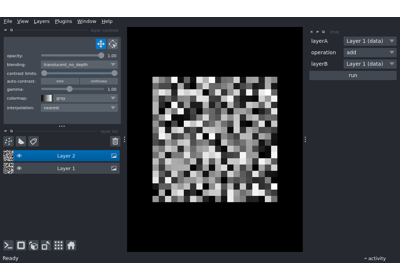 File View Layers Plugins Window Help
opacity: 1.00
blending: translucent_no_depth
contrast limits:
auto-contrast: once continuous
gamma: 1.00
colormap: gray
interpolation: nearest
Layer 2
Layer 1
layerA Layer 1 (data)
operation add
layerB Layer 1 (data)
run
Ready
activity